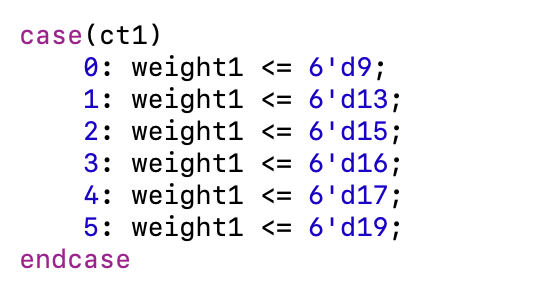 case(ct1)
    0: weight1 <= 6'd9;
    1: weight1 <= 6'd13;
    2: weight1 <= 6'd15;
    3: weight1 <= 6'd16;
    4: weight1 <= 6'd17;
    5: weight1 <= 6'd19;
endcase